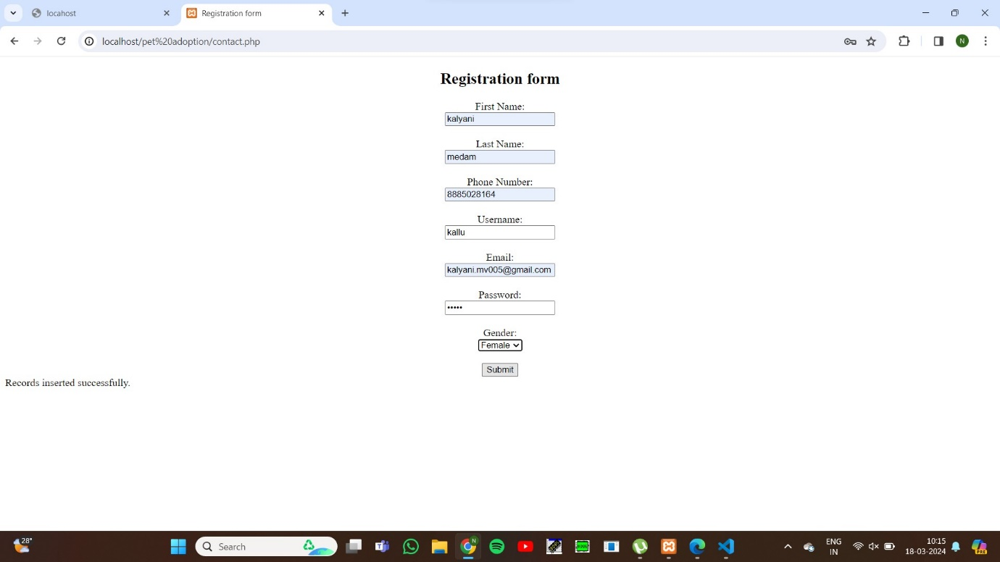 locahost
Registration form
localhost/pet%20adoption/contact.php
N
Registration form
First Name:
kalyani
Last Name:
medam
Phone Number:
8885028164
Username:
kallu
Email:
kalyani.mv005@gmail.com
Password:
•••••
Gender:
Female
Submit
Records inserted successfully.
28°
Search
N
ENG
IN
10:15
18-03-2024
PRE